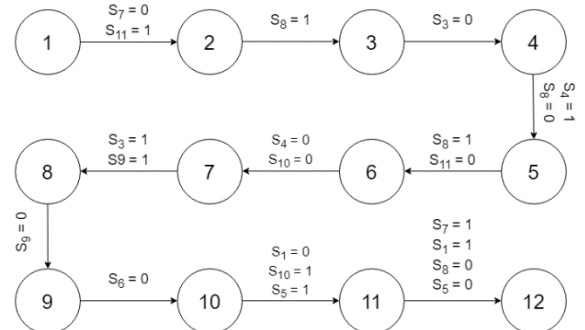 S₇ = 0
S₁₁ = 1
S₈ = 1
S₃ = 0
1
2
3
4
S₄ = 1
S₈ = 0
S₃ = 1
S9 = 1
S₄ = 0
S₁₀ = 0
S₈ = 1
S₁₁ = 0
8
7
6
5
S₉ = 0
S₆ = 0
S₁ = 0
S₁₀ = 1
S₅ = 1
S₇ = 1
S₁ = 1
S₈ = 0
S₅ = 0
9
10
11
12